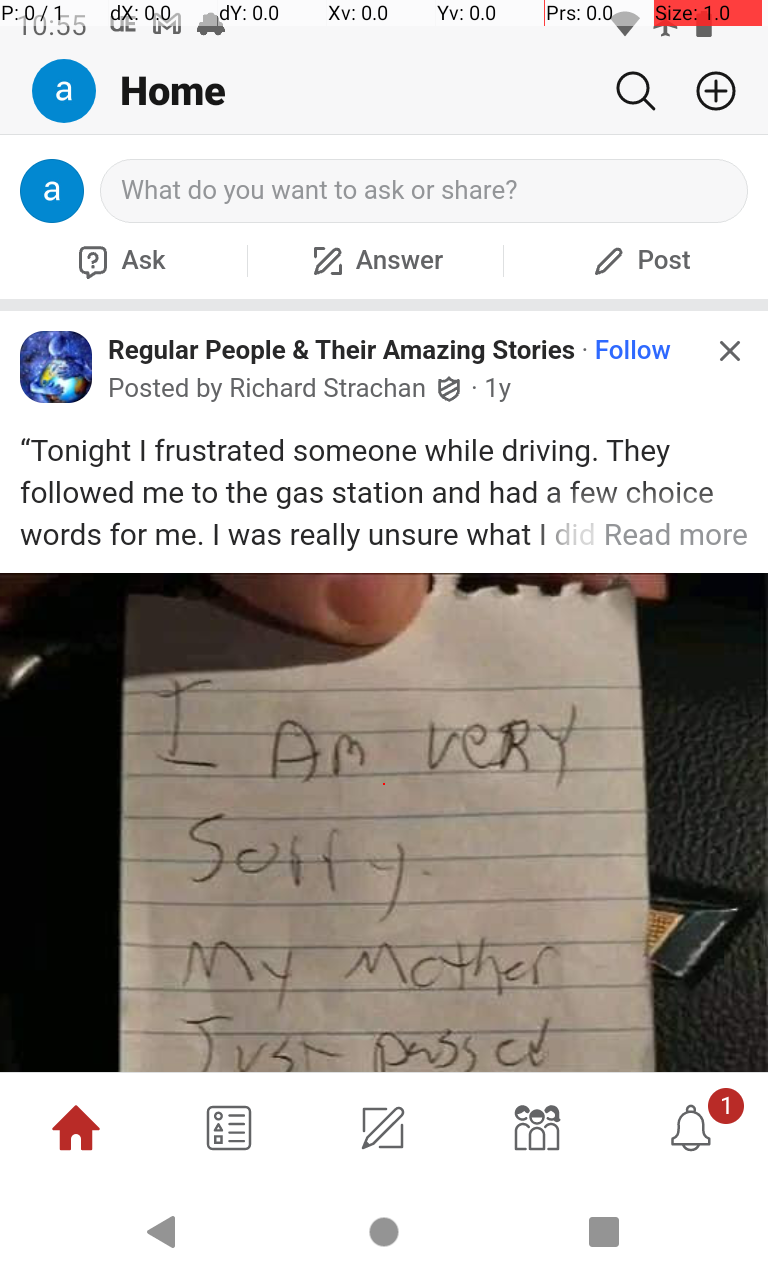 P: 0 / 1 dX: 0.0 dY: 0.0 Xv: 0.0 Yv: 0.0 Prs: 0.0 Size: 1.0
10:55
a Home
a What do you want to ask or share?
Ask Answer Post
Regular People & Their Amazing Stories · Follow
Posted by Richard Strachan · 1y
“Tonight I frustrated someone while driving. They
followed me to the gas station and had a few choice
words for me. I was really unsure what I did Read more
I Am veRY
Sorry.
My Mother
Just passed
1